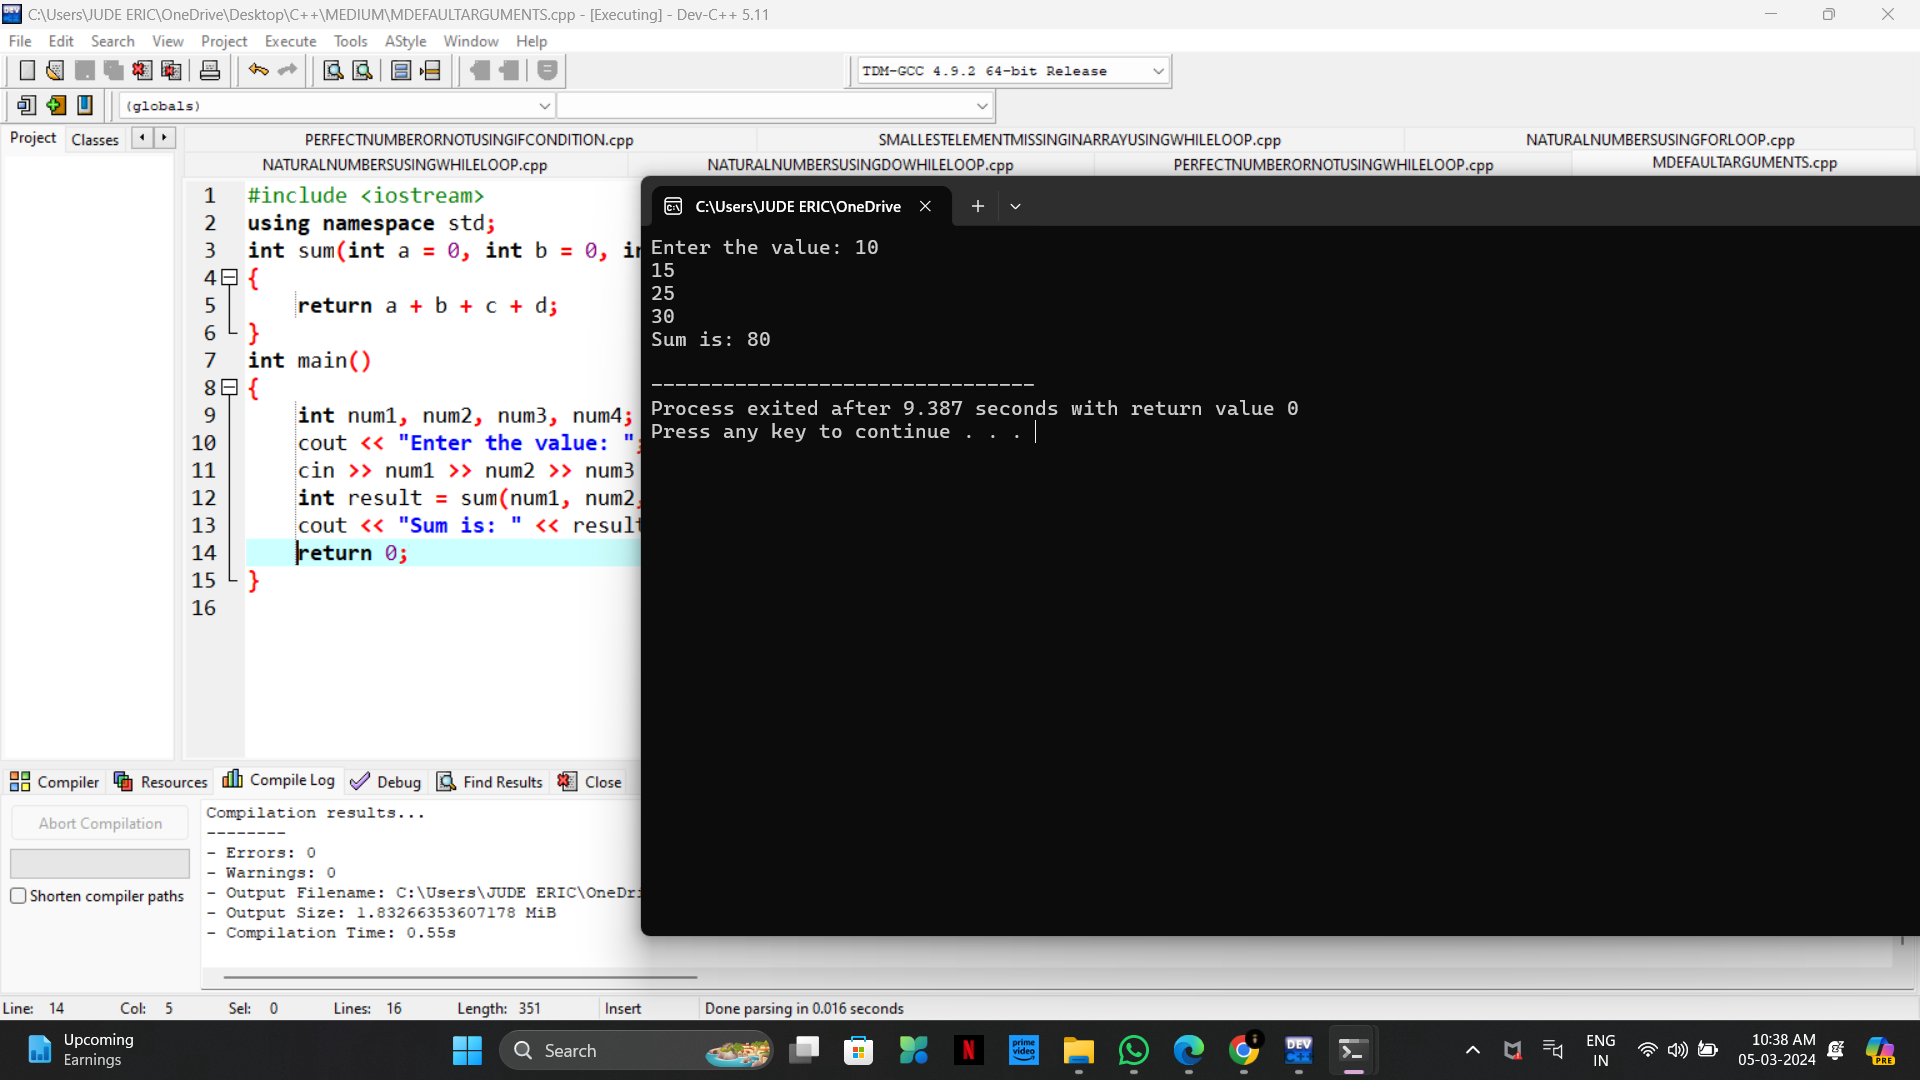 C:\Users\JUDE ERIC\OneDrive\Desktop\C++\MEDIUM\MDEFAULTARGUMENTS.cpp - [Executing] - Dev-C++ 5.11
File Edit Search View Project Execute Tools AStyle Window Help
TDM-GCC 4.9.2 64-bit Release
(globals)
Project Classes
PERFECTNUMBERORNOTUSINGIFCONDITION.cpp SMALLESTELEMENTMISSINGINARRAYUSINGWHILELOOP.cpp NATURALNUMBERSUSINGFORLOOP.cpp
NATURALNUMBERSUSINGWHILELOOP.cpp NATURALNUMBERSUSINGDOWHILELOOP.cpp PERFECTNUMBERORNOTUSINGWHILELOOP.cpp MDEFAULTARGUMENTS.cpp
1 #include <iostream>
2 using namespace std;
3 int sum(int a = 0, int b = 0, in
4 {
5 return a + b + c + d;
6 }
7 int main()
8 {
9 int num1, num2, num3, num4;
10 cout << "Enter the value: ";
11 cin >> num1 >> num2 >> num3
12 int result = sum(num1, num2,
13 cout << "Sum is: " << result
14 return 0;
15 }
16
C:\Users\JUDE ERIC\OneDrive
Enter the value: 10
15
25
30
Sum is: 80
--------------------------------
Process exited after 9.387 seconds with return value 0
Press any key to continue . . .
Compiler Resources Compile Log Debug Find Results Close
Abort Compilation
Shorten compiler paths
Compilation results...
--------
- Errors: 0
- Warnings: 0
- Output Filename: C:\Users\JUDE ERIC\OneDri
- Output Size: 1.83266353607178 MiB
- Compilation Time: 0.55s
Line: 14 Col: 5 Sel: 0 Lines: 16 Length: 351 Insert Done parsing in 0.016 seconds
Upcoming
Earnings
Search
prime
video
DEV
C++
ENG
IN
10:38 AM
05-03-2024
PRE